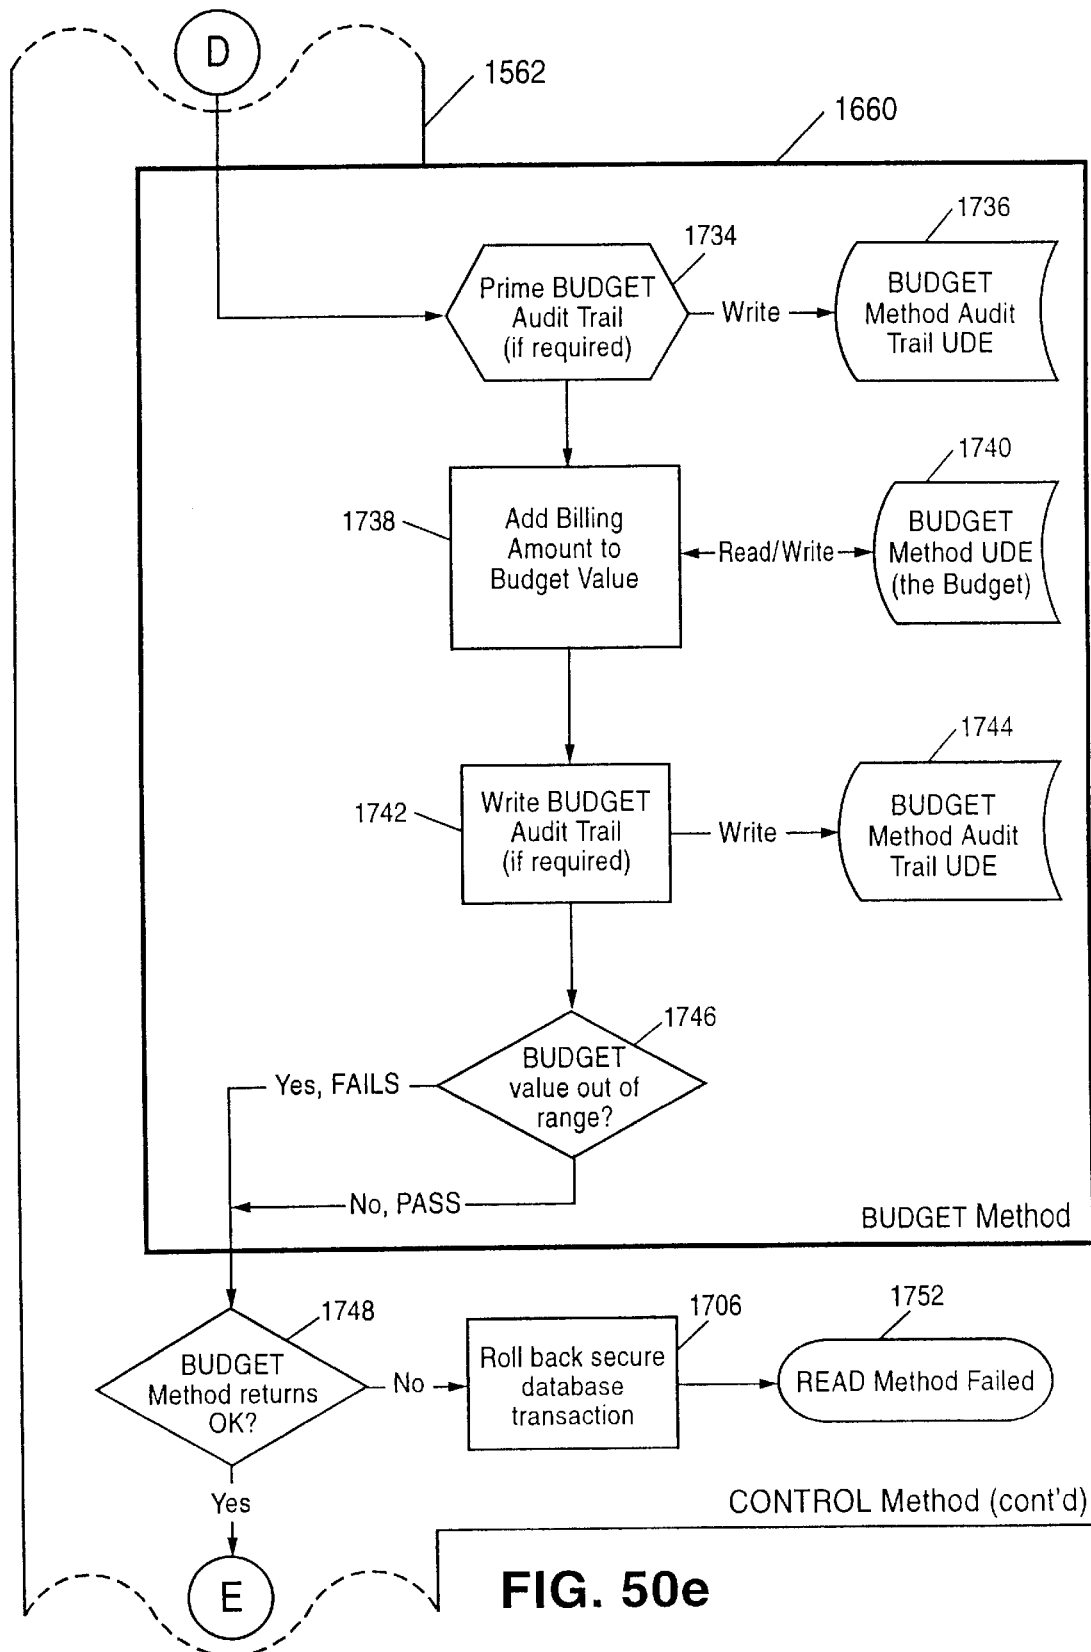 D
1562
1660
1736
1734
Prime BUDGET
Audit Trail
(if required)
Write
BUDGET
Method Audit
Trail UDE
1740
1738
Add Billing
Amount to
Budget Value
Read/Write
BUDGET
Method UDE
(the Budget)
1744
1742
Write BUDGET
Audit Trail
(if required)
Write
BUDGET
Method Audit
Trail UDE
1746
BUDGET
value out of
range?
Yes, FAILS
No, PASS
BUDGET Method
1748
BUDGET
Method returns
OK?
No
1706
Roll back secure
database
transaction
1752
READ Method Failed
Yes
CONTROL Method (cont'd)
E
FIG. 50e